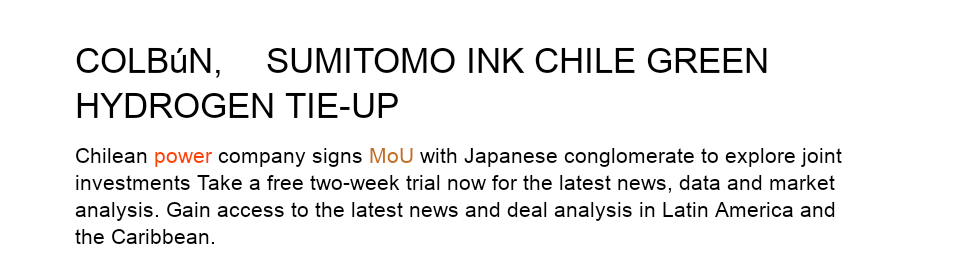 COLBúN, SUMITOMO INK CHILE GREEN
HYDROGEN TIE-UP
Chilean power company signs MoU with Japanese conglomerate to explore joint
investments Take a free two-week trial now for the latest news, data and market
analysis. Gain access to the latest news and deal analysis in Latin America and
the Caribbean.